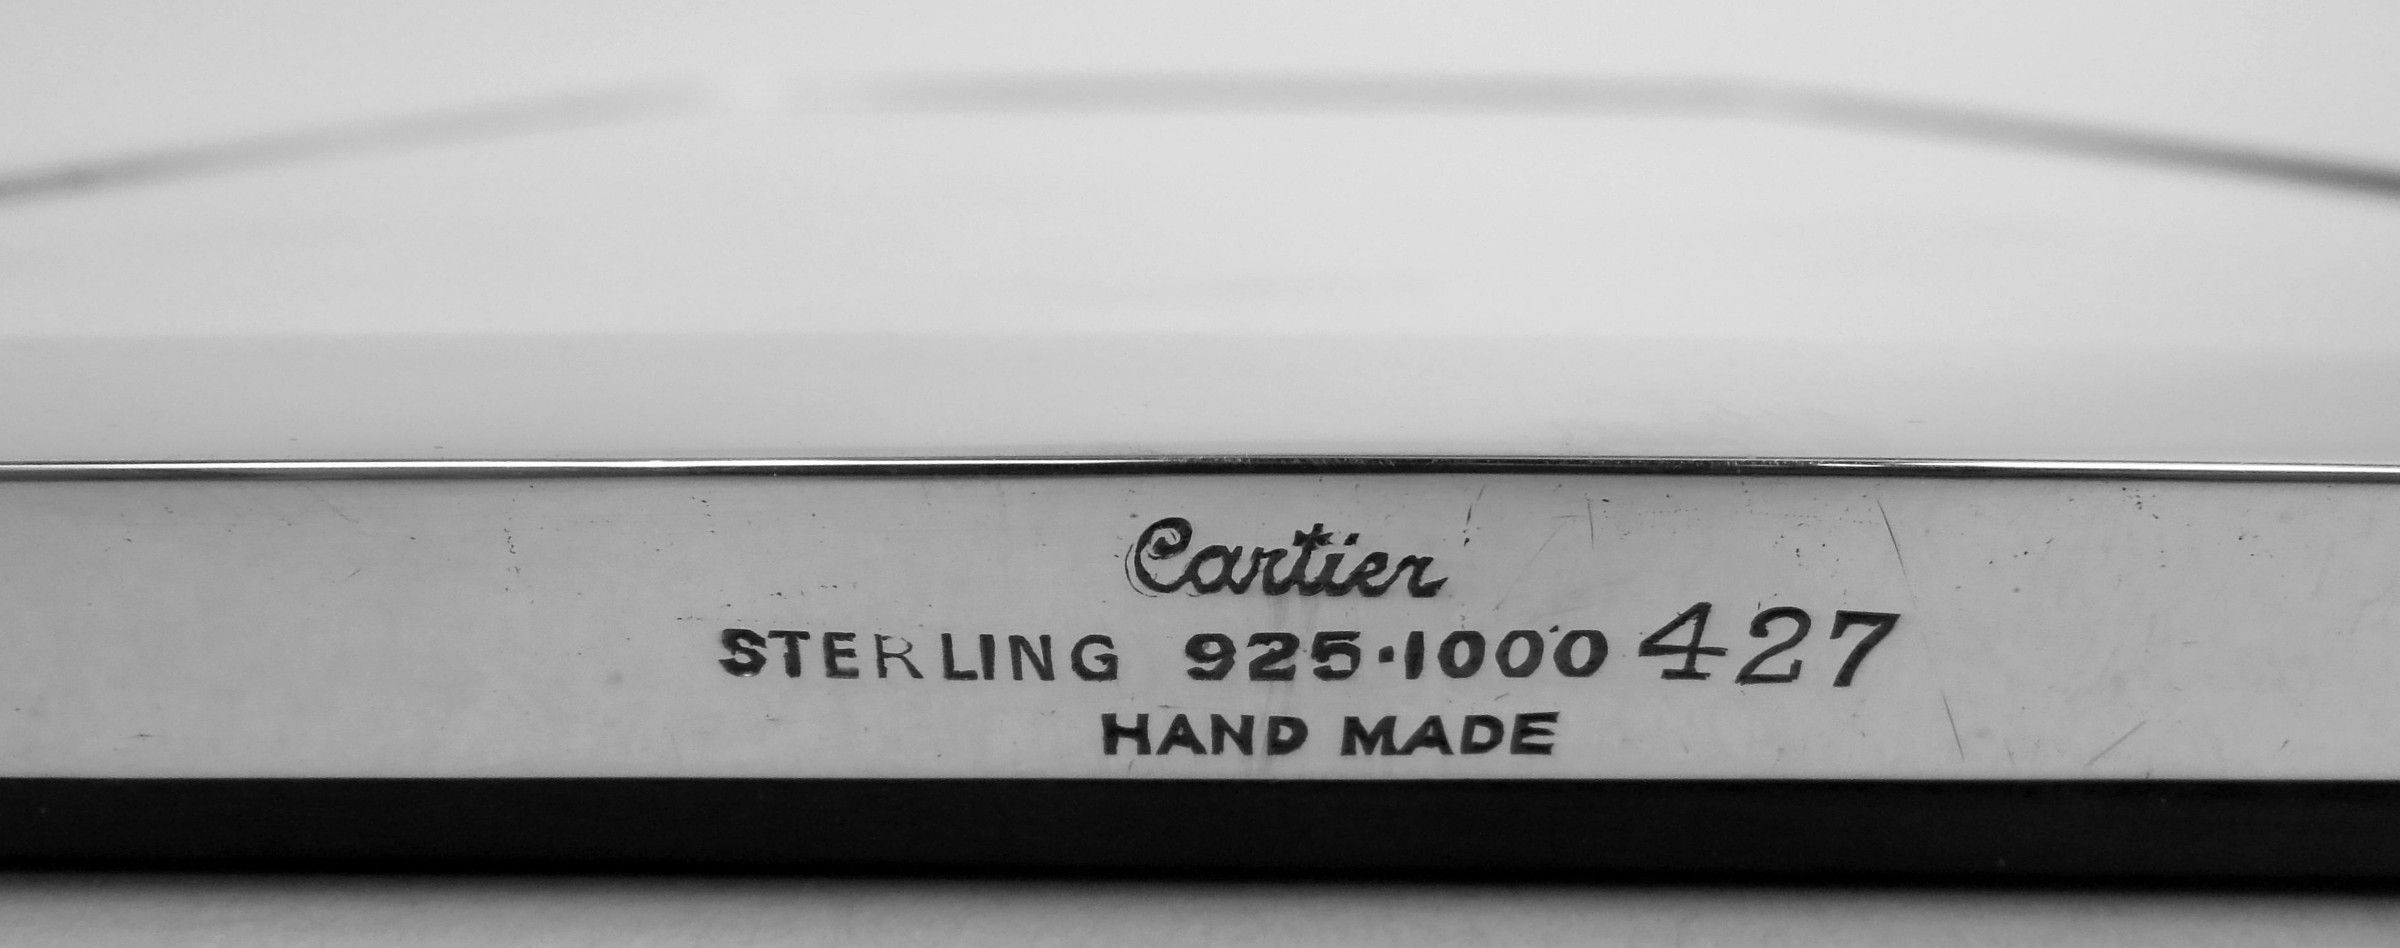 Cartier
STERLING 925·1000 427
HAND MADE